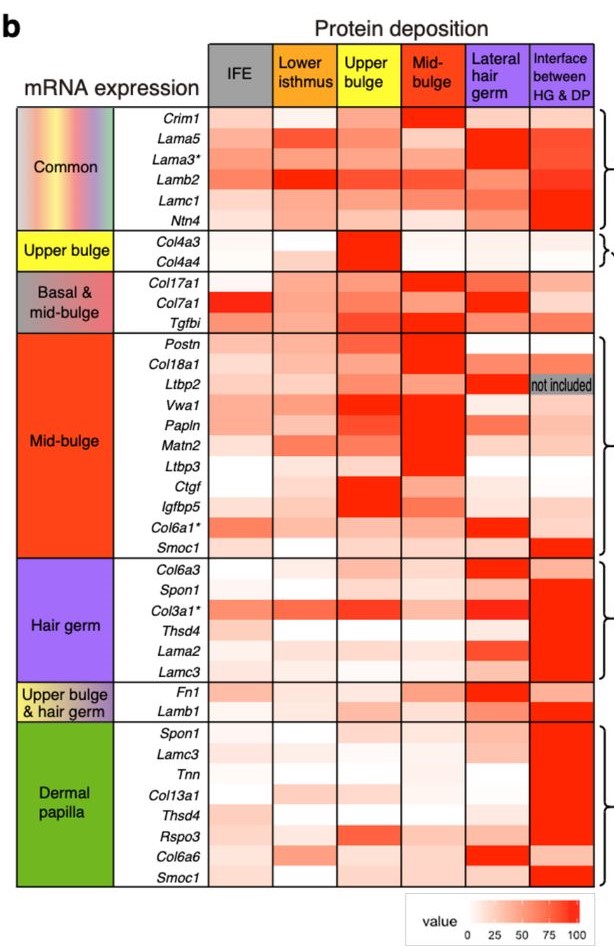 b
Protein deposition
mRNA expression
IFE
Lower
isthmus
Upper
bulge
Mid-
bulge
Lateral
hair
germ
Interface
between
HG & DP
Common
Crim1
Lama5
Lama3*
Lamb2
Lamc1
Ntn4
Upper bulge
Col4a3
Col4a4
Basal &
mid-bulge
Col17a1
Col7a1
Tgfbi
Mid-bulge
Postn
Col18a1
Ltbp2
not included
Vwa1
Papln
Matn2
Ltbp3
Ctgf
Igfbp5
Col6a1*
Smoc1
Hair germ
Col6a3
Spon1
Col3a1*
Thsd4
Lama2
Lamc3
Upper bulge
& hair germ
Fn1
Lamb1
Dermal
papilla
Spon1
Lamc3
Tnn
Col13a1
Thsd4
Rspo3
Col6a6
Smoc1
value
0 25 50 75 100